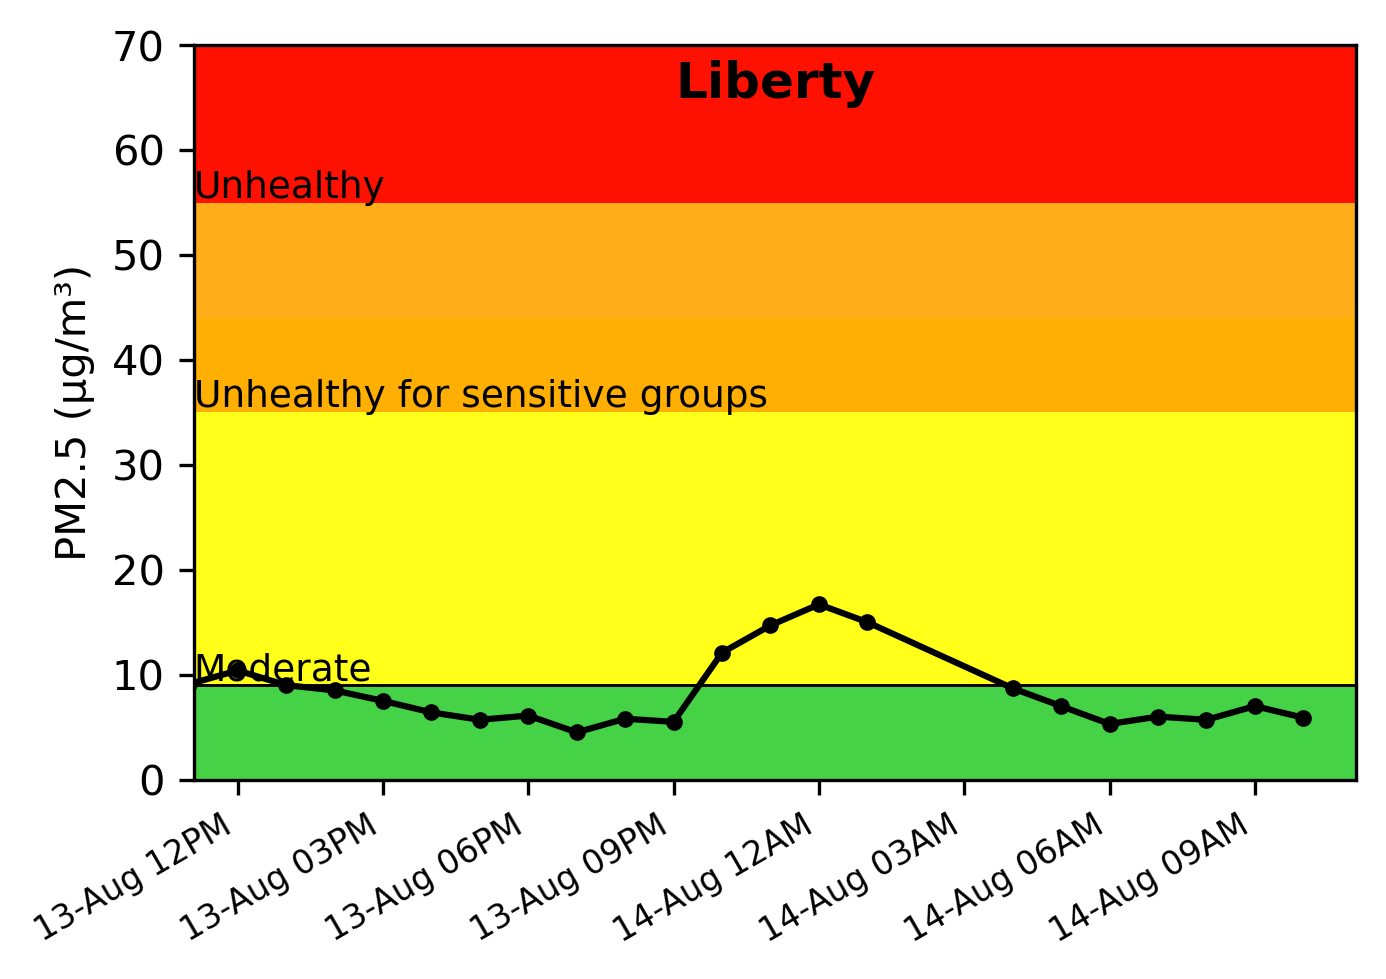 Liberty
70
60
50
40
30
20
10
0
PM2.5 (µg/m³)
Unhealthy
Unhealthy for sensitive groups
Moderate
13-Aug 12PM
13-Aug 03PM
13-Aug 06PM
13-Aug 09PM
14-Aug 12AM
14-Aug 03AM
14-Aug 06AM
14-Aug 09AM